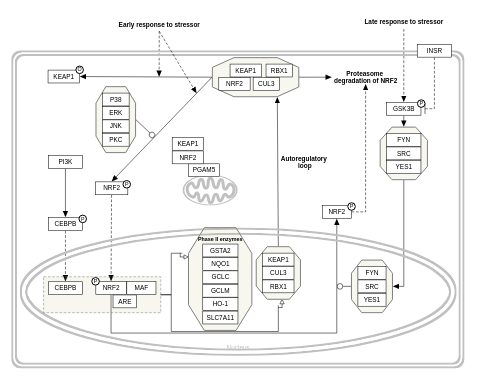 Early response to stressor
Late response to stressor
INSR
KEAP1
P
KEAP1
RBX1
NRF2
CUL3
Proteasome
degradation of NRF2
P38
ERK
JNK
PKC
GSK3B
P
FYN
SRC
YES1
KEAP1
NRF2
PGAM5
Autoregulatory
loop
PI3K
NRF2
P
CEBPB
P
NRF2
P
Phase II enzymes
GSTA2
NQO1
GCLC
GCLM
HO-1
SLC7A11
KEAP1
CUL3
RBX1
FYN
SRC
YES1
CEBPB
P
NRF2
MAF
ARE
Nucleus